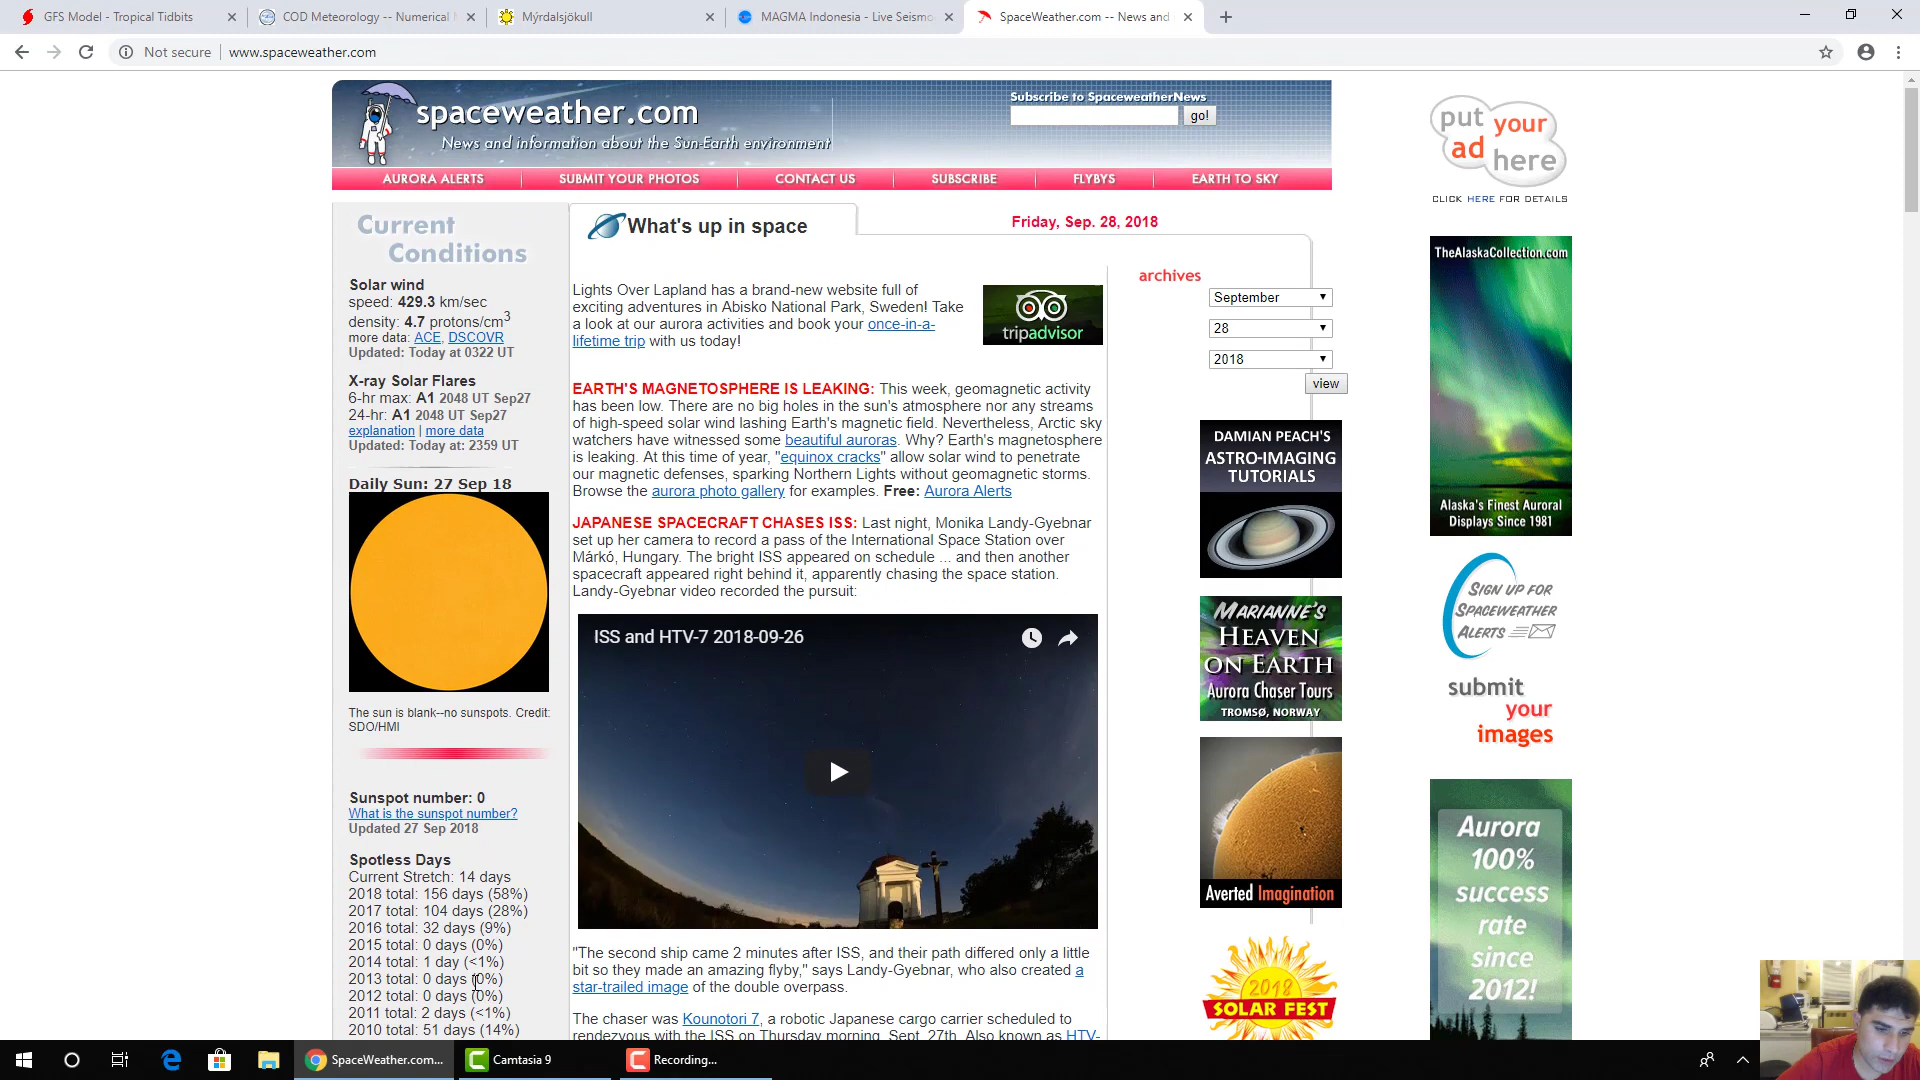 GFS Model - Tropical Tidbits
COD Meteorology -- Numerical
Mýrdalsjökull
MAGMA Indonesia - Live Seismo
SpaceWeather.com -- News and
Not secure
www.spaceweather.com
spaceweather.com
News and information about the Sun-Earth environment
Subscribe to SpaceweatherNews
go!
AURORA ALERTS
SUBMIT YOUR PHOTOS
CONTACT US
SUBSCRIBE
FLYBYS
EARTH TO SKY
Current
Conditions
Solar wind
speed: 429.3 km/sec
density: 4.7 protons/cm3
more data: ACE, DSCOVR
Updated: Today at 0322 UT
X-ray Solar Flares
6-hr max: A1 2048 UT Sep27
24-hr: A1 2048 UT Sep27
explanation | more data
Updated: Today at: 2359 UT
Daily Sun: 27 Sep 18
The sun is blank--no sunspots. Credit:
SDO/HMI
Sunspot number: 0
What is the sunspot number?
Updated 27 Sep 2018
Spotless Days
Current Stretch: 14 days
2018 total: 156 days (58%)
2017 total: 104 days (28%)
2016 total: 32 days (9%)
2015 total: 0 days (0%)
2014 total: 1 day (<1%)
2013 total: 0 days (0%)
2012 total: 0 days (0%)
2011 total: 2 days (<1%)
2010 total: 51 days (14%)
What's up in space
Friday, Sep. 28, 2018
Lights Over Lapland has a brand-new website full of
exciting adventures in Abisko National Park, Sweden! Take
a look at our aurora activities and book your once-in-a-
lifetime trip with us today!
tripadvisor
EARTH'S MAGNETOSPHERE IS LEAKING: This week, geomagnetic activity
has been low. There are no big holes in the sun's atmosphere nor any streams
of high-speed solar wind lashing Earth's magnetic field. Nevertheless, Arctic sky
watchers have witnessed some beautiful auroras. Why? Earth's magnetosphere
is leaking. At this time of year, "equinox cracks" allow solar wind to penetrate
our magnetic defenses, sparking Northern Lights without geomagnetic storms.
Browse the aurora photo gallery for examples. Free: Aurora Alerts
JAPANESE SPACECRAFT CHASES ISS: Last night, Monika Landy-Gyebnar
set up her camera to record a pass of the International Space Station over
Márkó, Hungary. The bright ISS appeared on schedule ... and then another
spacecraft appeared right behind it, apparently chasing the space station.
Landy-Gyebnar video recorded the pursuit:
ISS and HTV-7 2018-09-26
"The second ship came 2 minutes after ISS, and their path differed only a little
bit so they made an amazing flyby," says Landy-Gyebnar, who also created a
star-trailed image of the double overpass.
The chaser was Kounotori 7, a robotic Japanese cargo carrier scheduled to
rendezvous with the ISS on Thursday morning, Sept. 27th. Also known as HTV-
archives
September
28
2018
view
DAMIAN PEACH'S
ASTRO-IMAGING
TUTORIALS
MARIANNE'S
HEAVEN
ON EARTH
Aurora Chaser Tours
TROMSØ, NORWAY
Averted Imagination
2018
SOLAR FEST
put your
ad here
CLICK HERE FOR DETAILS
TheAlaskaCollection.com
Alaska's Finest Auroral
Displays Since 1981
SIGN UP FOR
SPACEWEATHER
ALERTS
submit
your
images
Aurora
100%
success
rate
since
2012!
SpaceWeather.com...
Camtasia 9
Recording...